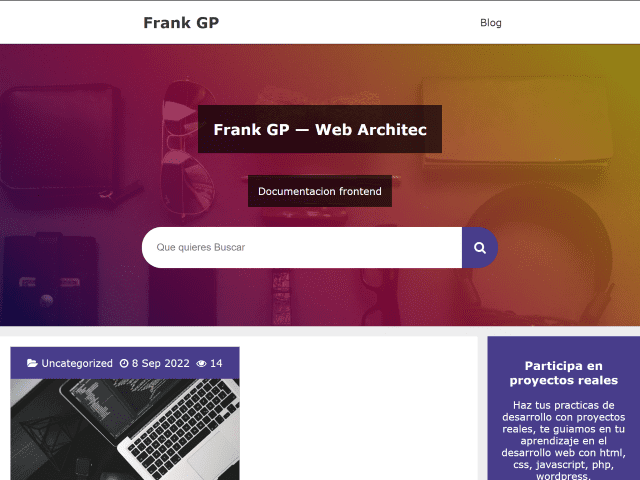 Frank GP
Blog
Frank GP — Web Architec
Documentacion frontend
Que quieres Buscar
Uncategorized 8 Sep 2022 14
Participa en
proyectos reales
Haz tus practicas de
desarrollo con proyectos
reales, te guiamos en tu
aprendizaje en el
desarrollo web con html,
css, javascript, php,
wordpress.